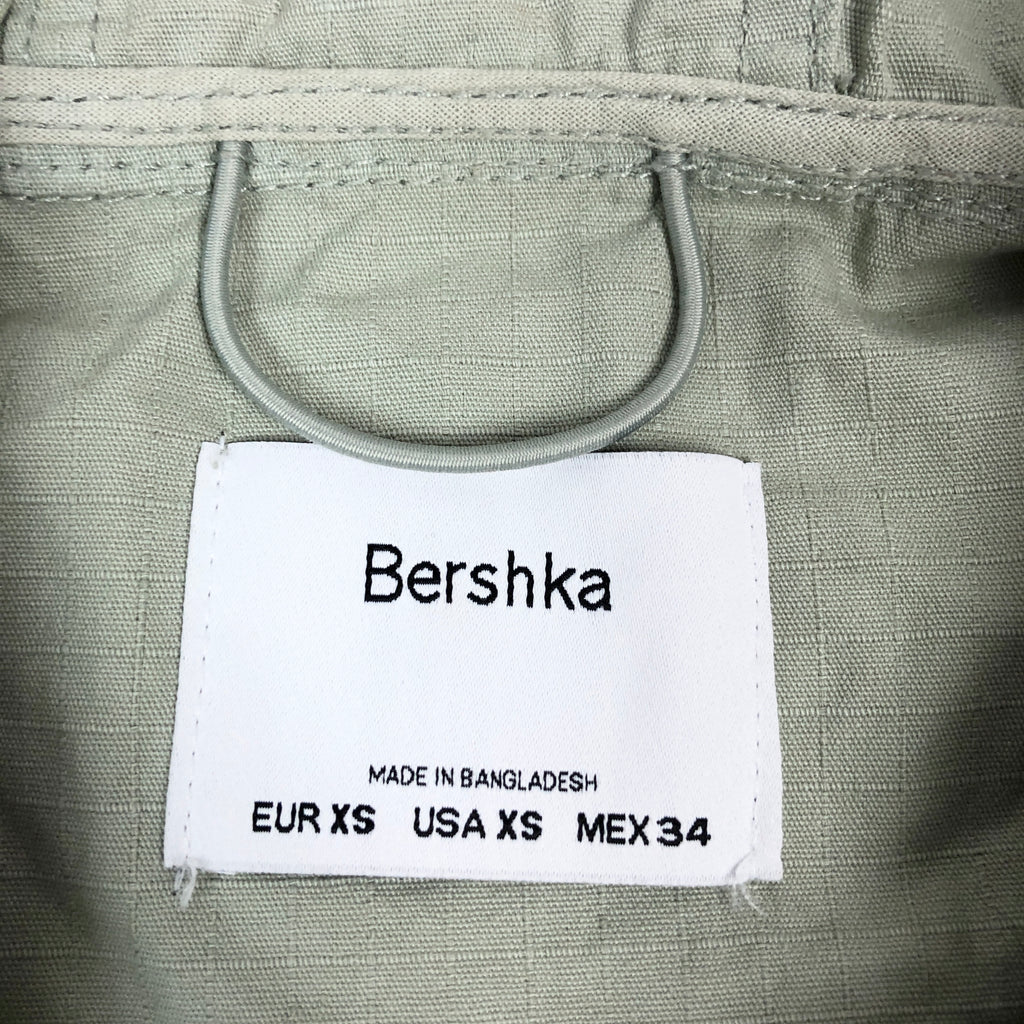 Bershka
MADE IN BANGLADESH
EUR XS USA XS MEX 34